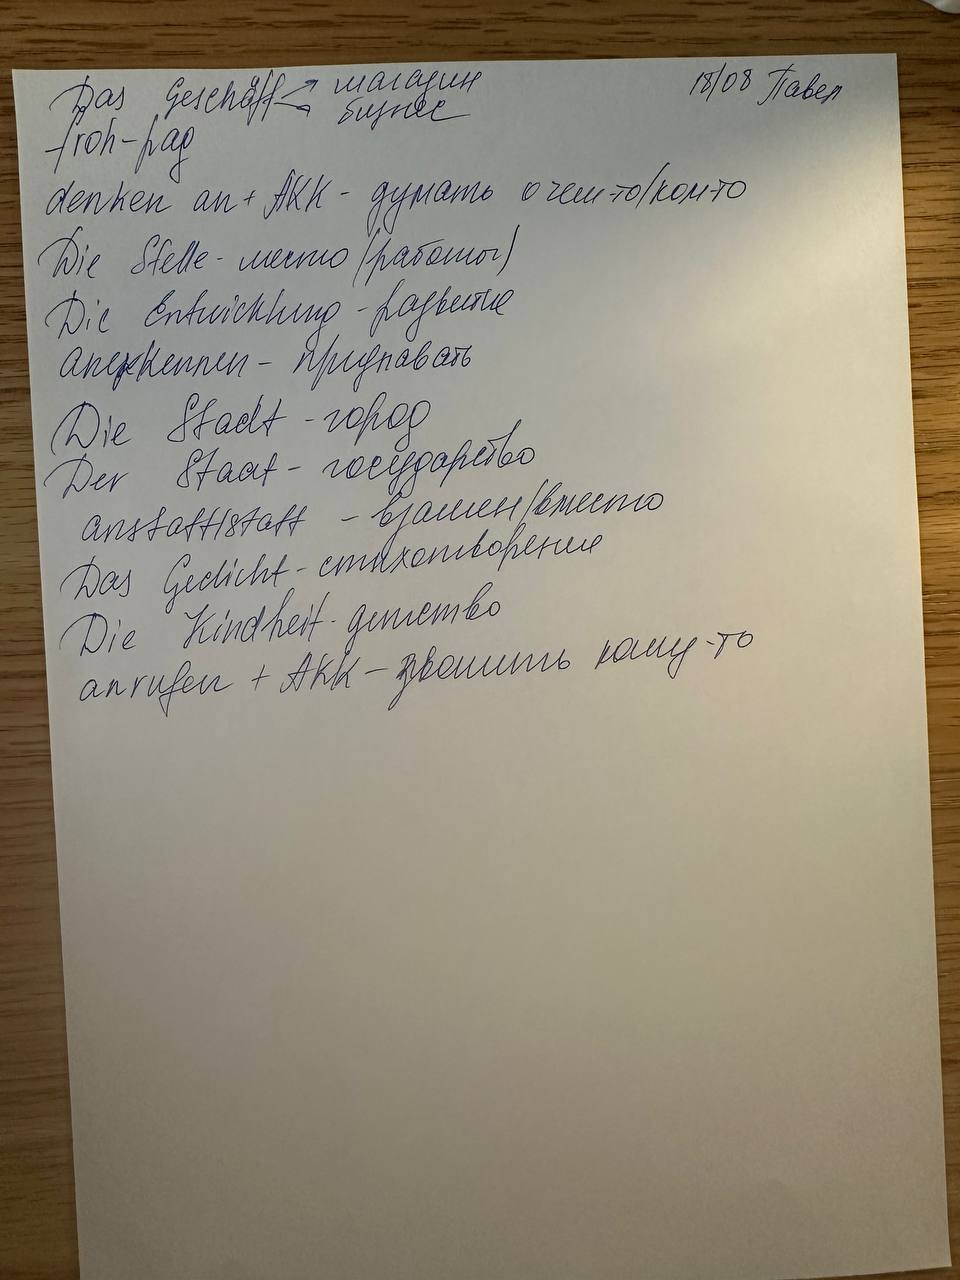 Das Geschäft → магазин
→ бизнес
18/08 Павел
froh - рад
denken an + AKK - думать о чем-то/ком-то
Die Stelle - место (работы)
Die Entwicklung - развитие
anerkennen - признавать
Die Stadt - город
Der Staat - государство
anstatt/statt - взамен/вместо
Das Gedicht - стихотворение
Die Kindheit - детство
anrufen + AKK - звонить кому-то